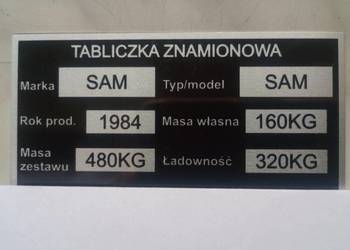 TABLICZKA ZNAMIONOWA
Marka SAM Typ/model SAM
Rok prod. 1984 Masa własna 160KG
Masa zestawu 480KG Ładowność 320KG